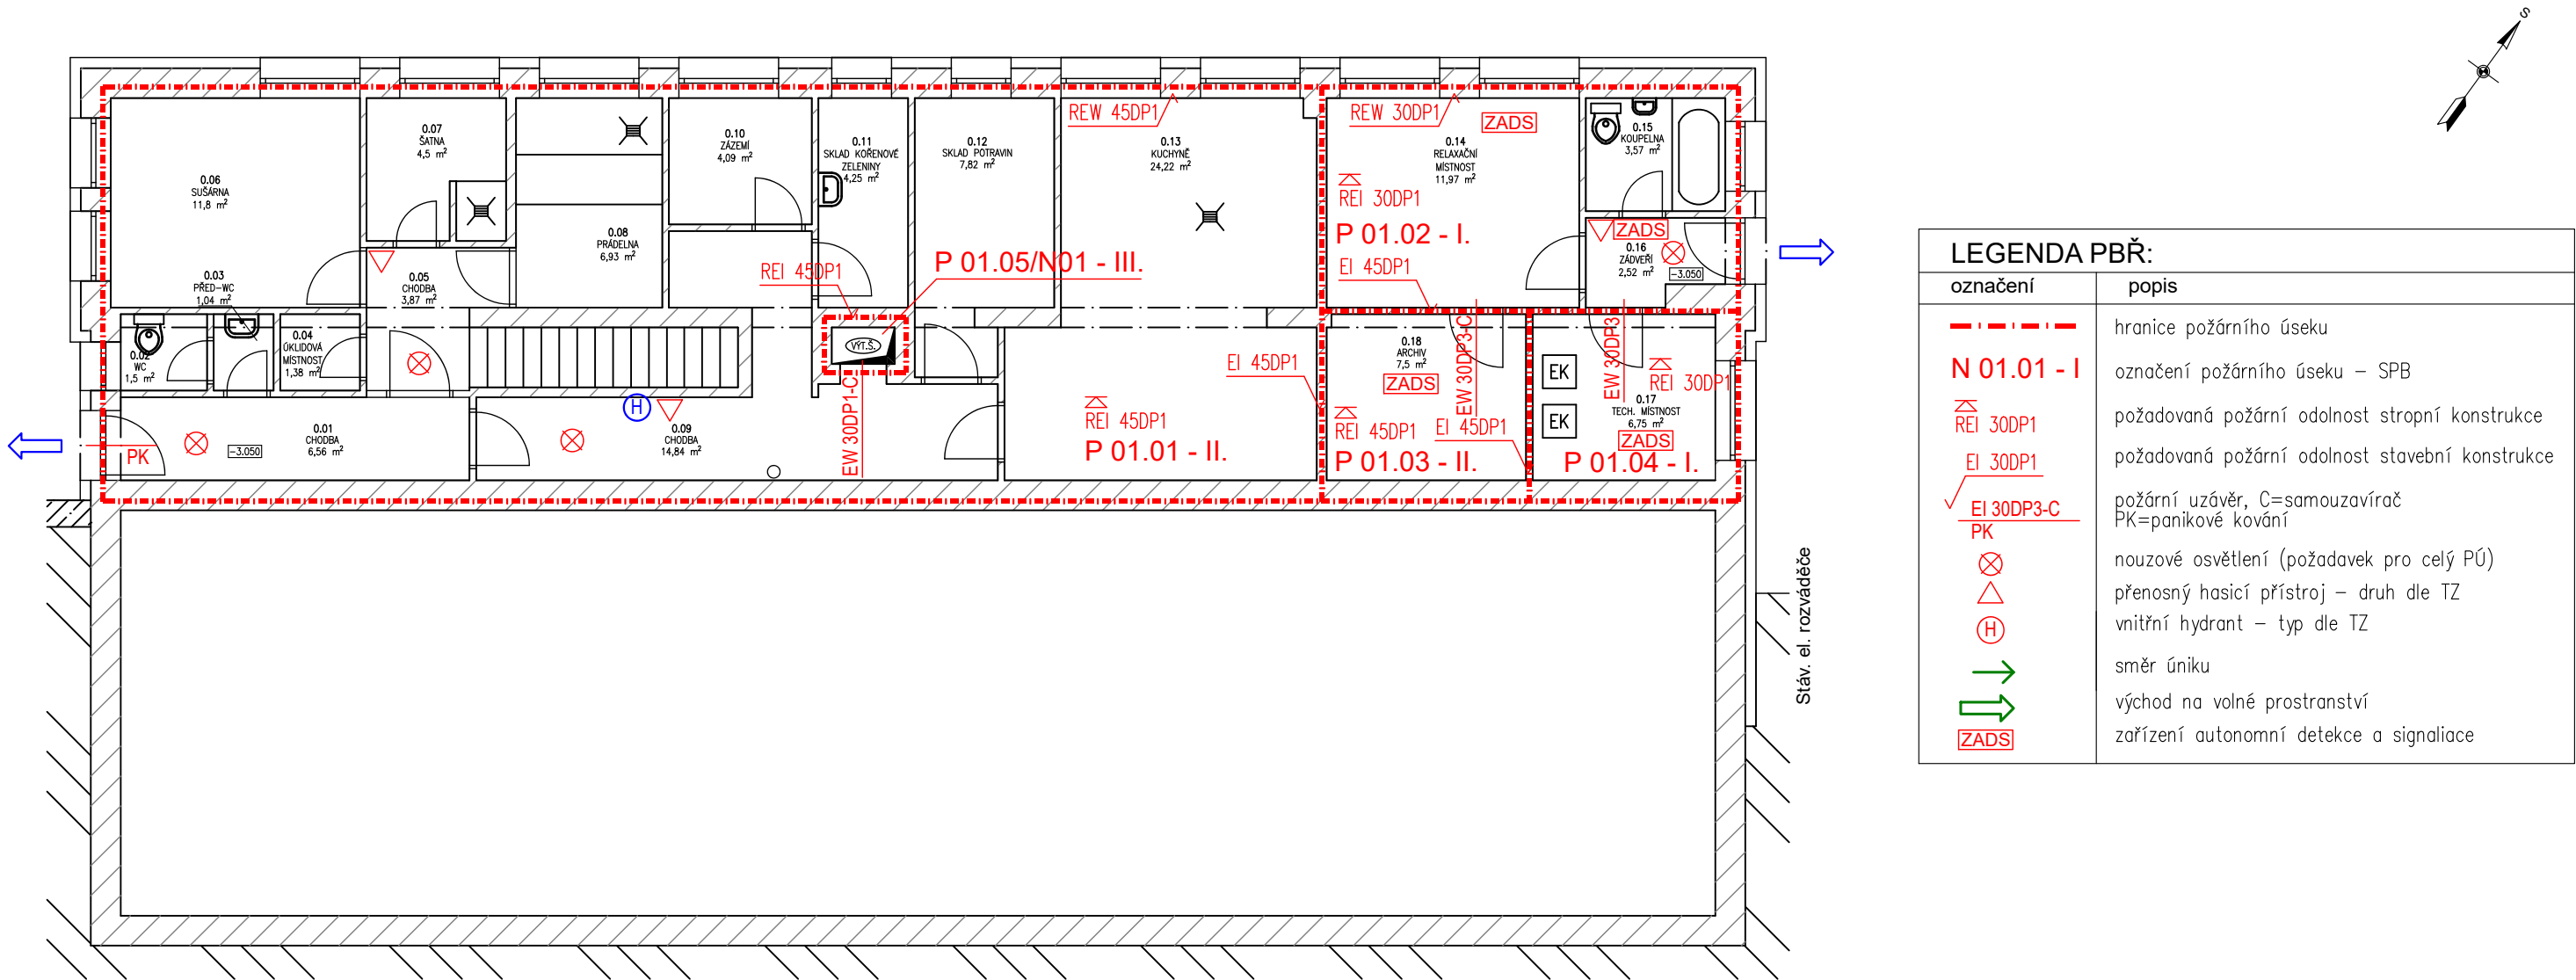 S
REW 45DP1
REW 30DP1
ZADS
0.06
SUŠÁRNA
11,8 m²
0.07
ŠATNA
4,5 m²
0.08
PRÁDELNA
6,93 m²
0.10
ZÁZEMÍ
4,09 m²
0.11
SKLAD KOŘENOVÉ
ZELENINY
4,25 m²
0.12
SKLAD POTRAVIN
7,82 m²
0.13
KUCHYNĚ
24,22 m²
0.14
RELAXAČNÍ
MÍSTNOST
11,97 m²
0.15
KOUPELNA
3,57 m²
REI 30DP1
P 01.02 - I.
EI 45DP1
ZADS
0.16
ZÁDVEŘÍ
2,52 m²
-3.050
0.03
PŘED-WC
1,04 m²
0.05
CHODBA
3,87 m²
REI 45DP1
P 01.05/N01 - III.
0.02
WC
1,5 m²
0.04
ÚKLIDOVÁ
MÍSTNOST
1,38 m²
VÝT.Š.
EW 30DP1-C
EI 45DP1
0.18
ARCHIV
7,5 m²
ZADS
EW 30DP3-C
EW 30DP3
EK
EK
REI 30DP1
0.17
TECH. MÍSTNOST
6,75 m²
ZADS
PK
0.01
CHODBA
6,56 m²
-3.050
H
0.09
CHODBA
14,84 m²
REI 45DP1
P 01.01 - II.
REI 45DP1
EI 45DP1
P 01.03 - II.
P 01.04 - I.
Stáv. el. rozváděče
LEGENDA PBŘ:
označení popis
hranice požárního úseku
N 01.01 - I označení požárního úseku – SPB
REI 30DP1 požadovaná požární odolnost stropní konstrukce
EI 30DP1 požadovaná požární odolnost stavební konstrukce
EI 30DP3-C požární uzávěr, C=samouzavírač
PK PK=panikové kování
nouzové osvětlení (požadavek pro celý PÚ)
přenosný hasicí přístroj – druh dle TZ
H vnitřní hydrant – typ dle TZ
směr úniku
východ na volné prostranství
ZADS zařízení autonomní detekce a signaliace